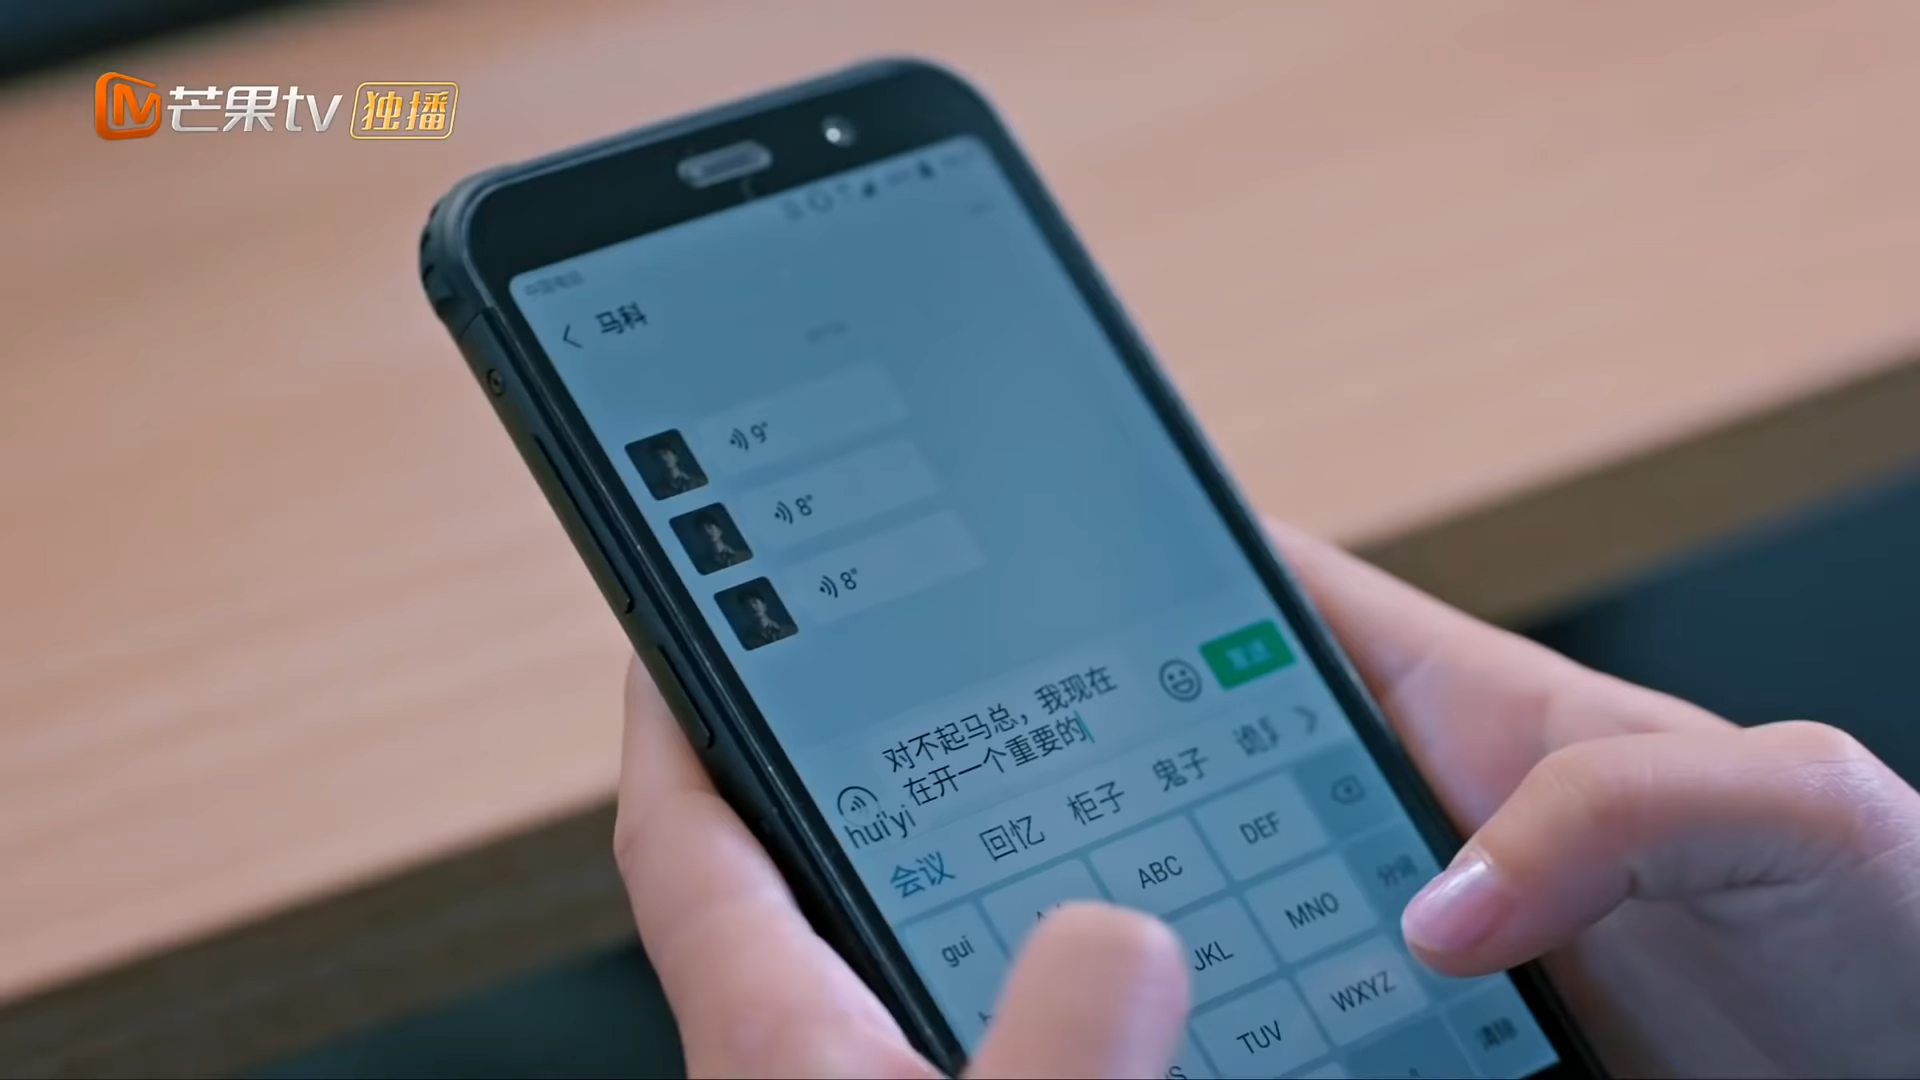 芒果tv 独播
马科
9"
8"
8"
对不起马总，我现在
在开一个重要的
hui'yi
会议 回忆 柜子 鬼子
gui
ABC
DEF
JKL
MNO
分词
TUV
WXYZ